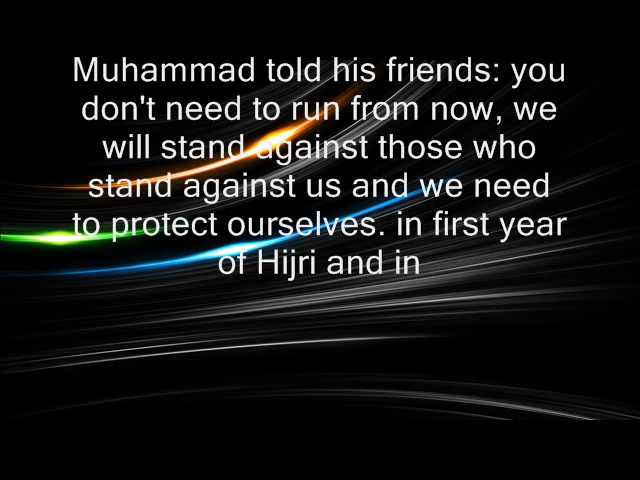 Muhammad told his friends: you
don't need to run from now, we
will stand against those who
stand against us and we need
to protect ourselves. in first year
of Hijri and in